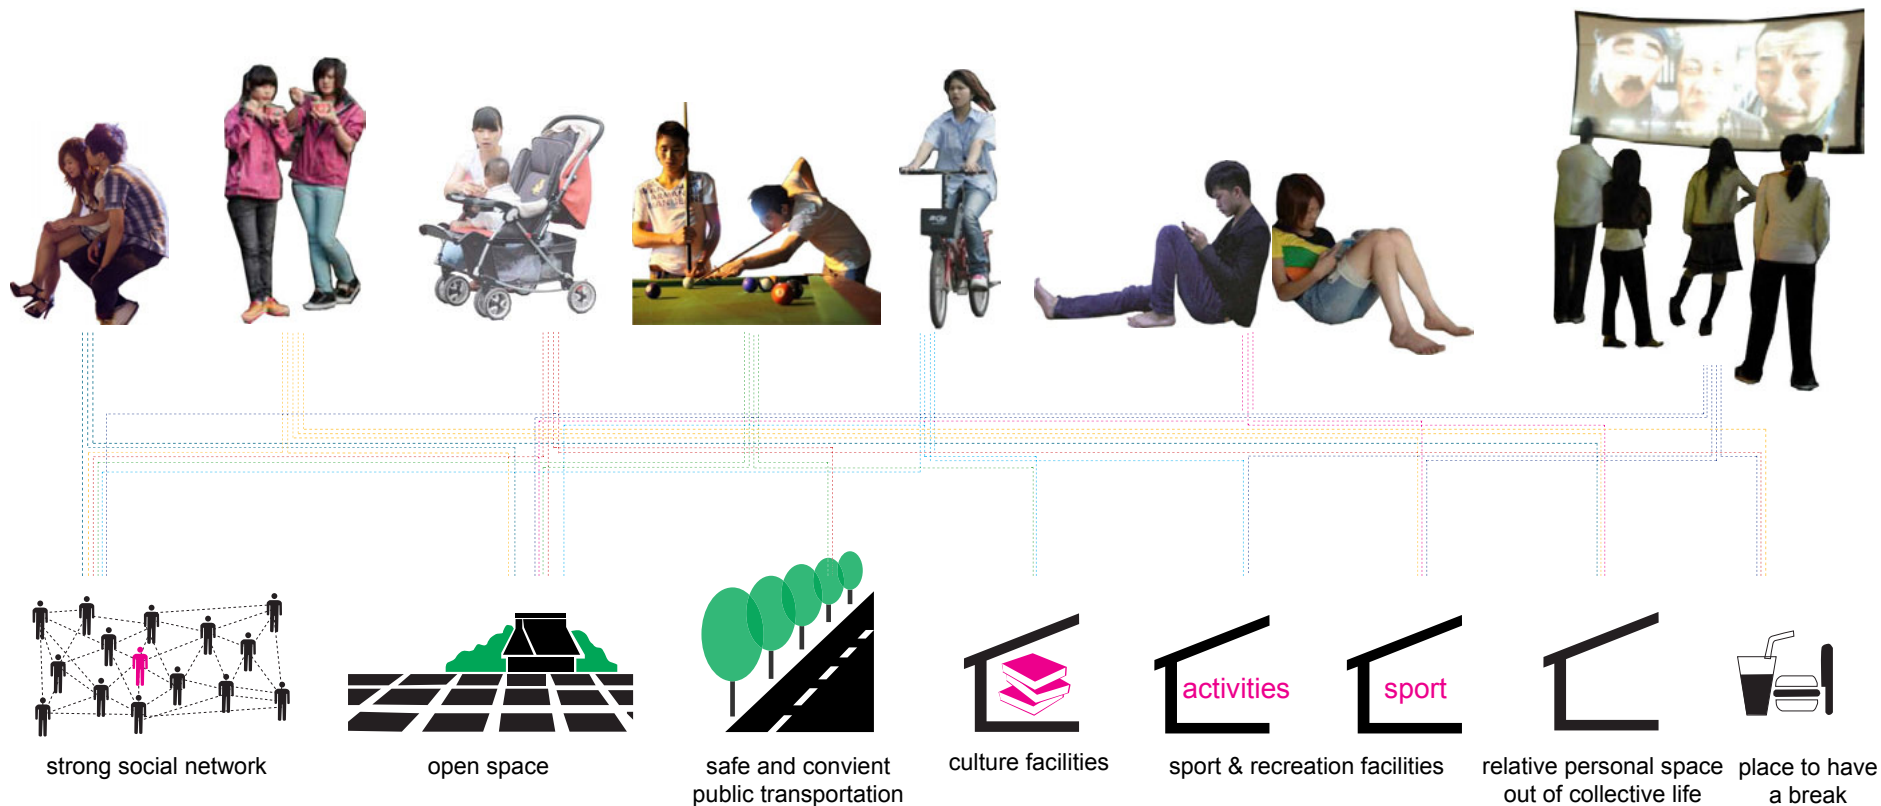 activities
sport
strong social network
open space
safe and convient
public transportation
culture facilities
sport & recreation facilities
relative personal space
out of collective life
place to have
a break